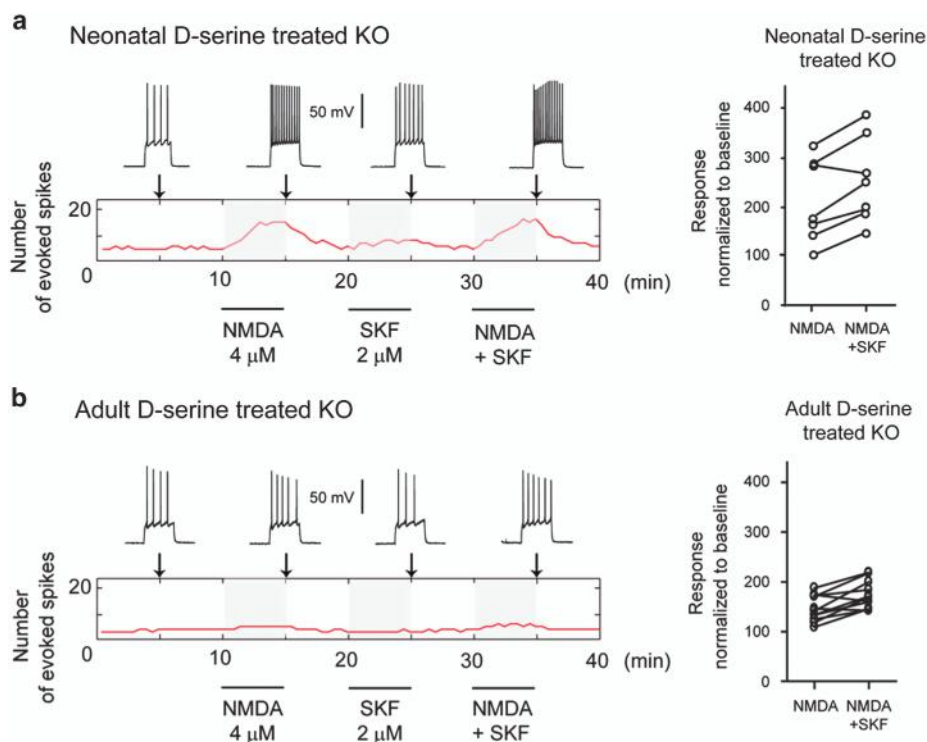 a
Neonatal D-serine treated KO
50 mV
Number
of evoked spikes
20
0
10
20
30
40
(min)
NMDA
4 μM
SKF
2 μM
NMDA
+ SKF
Neonatal D-serine
treated KO
Response
normalized to baseline
400
300
200
100
0
NMDA
NMDA
+SKF
b
Adult D-serine treated KO
50 mV
Number
of evoked spikes
20
0
10
20
30
40
(min)
NMDA
4 μM
SKF
2 μM
NMDA
+ SKF
Adult D-serine
treated KO
Response
normalized to baseline
400
300
200
100
0
NMDA
NMDA
+SKF